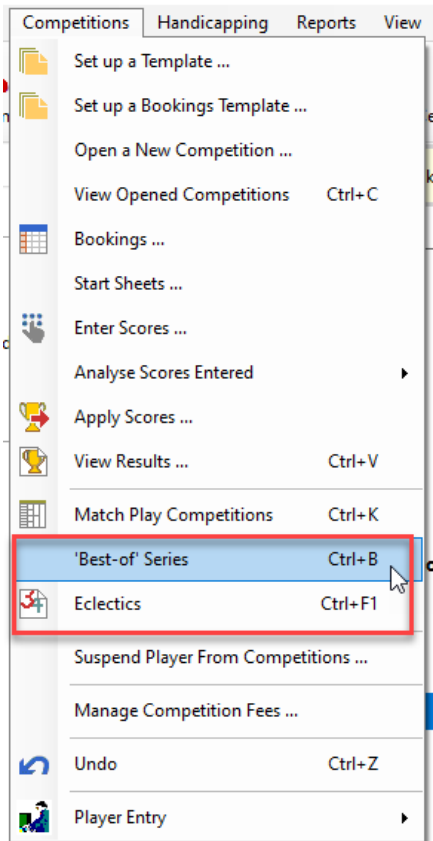 Competitions Handicapping Reports View
Set up a Template ...
Set up a Bookings Template ...
Open a New Competition ...
View Opened Competitions Ctrl+C
Bookings ...
Start Sheets ...
Enter Scores ...
Analyse Scores Entered
Apply Scores ...
View Results ... Ctrl+V
Match Play Competitions Ctrl+K
'Best-of' Series Ctrl+B
Eclectics Ctrl+F1
Suspend Player From Competitions ...
Manage Competition Fees ...
Undo Ctrl+Z
Player Entry